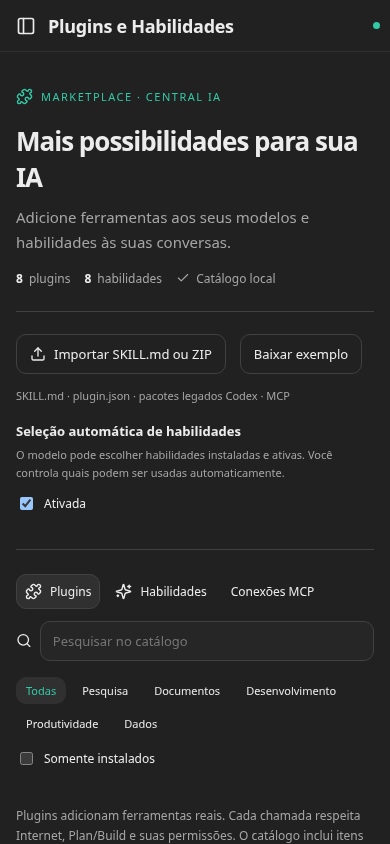 Plugins e Habilidades
MARKETPLACE · CENTRAL IA
Mais possibilidades para sua
IA
Adicione ferramentas aos seus modelos e
habilidades às suas conversas.
8 plugins 8 habilidades Catálogo local
Importar SKILL.md ou ZIP Baixar exemplo
SKILL.md · plugin.json · pacotes legados Codex · MCP
Seleção automática de habilidades
O modelo pode escolher habilidades instaladas e ativas. Você
controla quais podem ser usadas automaticamente.
Ativada
Plugins Habilidades Conexões MCP
Pesquisar no catálogo
Todas Pesquisa Documentos Desenvolvimento
Produtividade Dados
Somente instalados
Plugins adicionam ferramentas reais. Cada chamada respeita
Internet, Plan/Build e suas permissões. O catálogo inclui itens